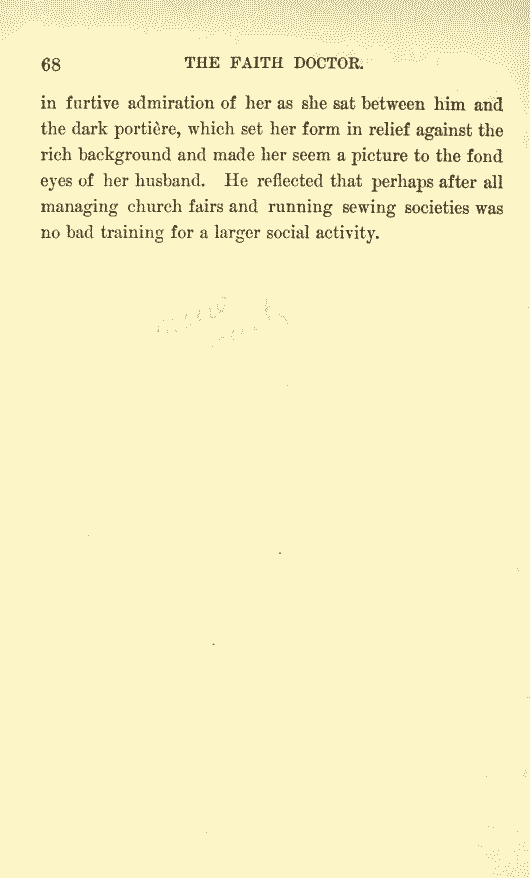 68 THE FAITH DOCTOR.
in furtive admiration of her as she sat between him and
the dark portière, which set her form in relief against the
rich background and made her seem a picture to the fond
eyes of her husband. He reflected that perhaps after all
managing church fairs and running sewing societies was
no bad training for a larger social activity.